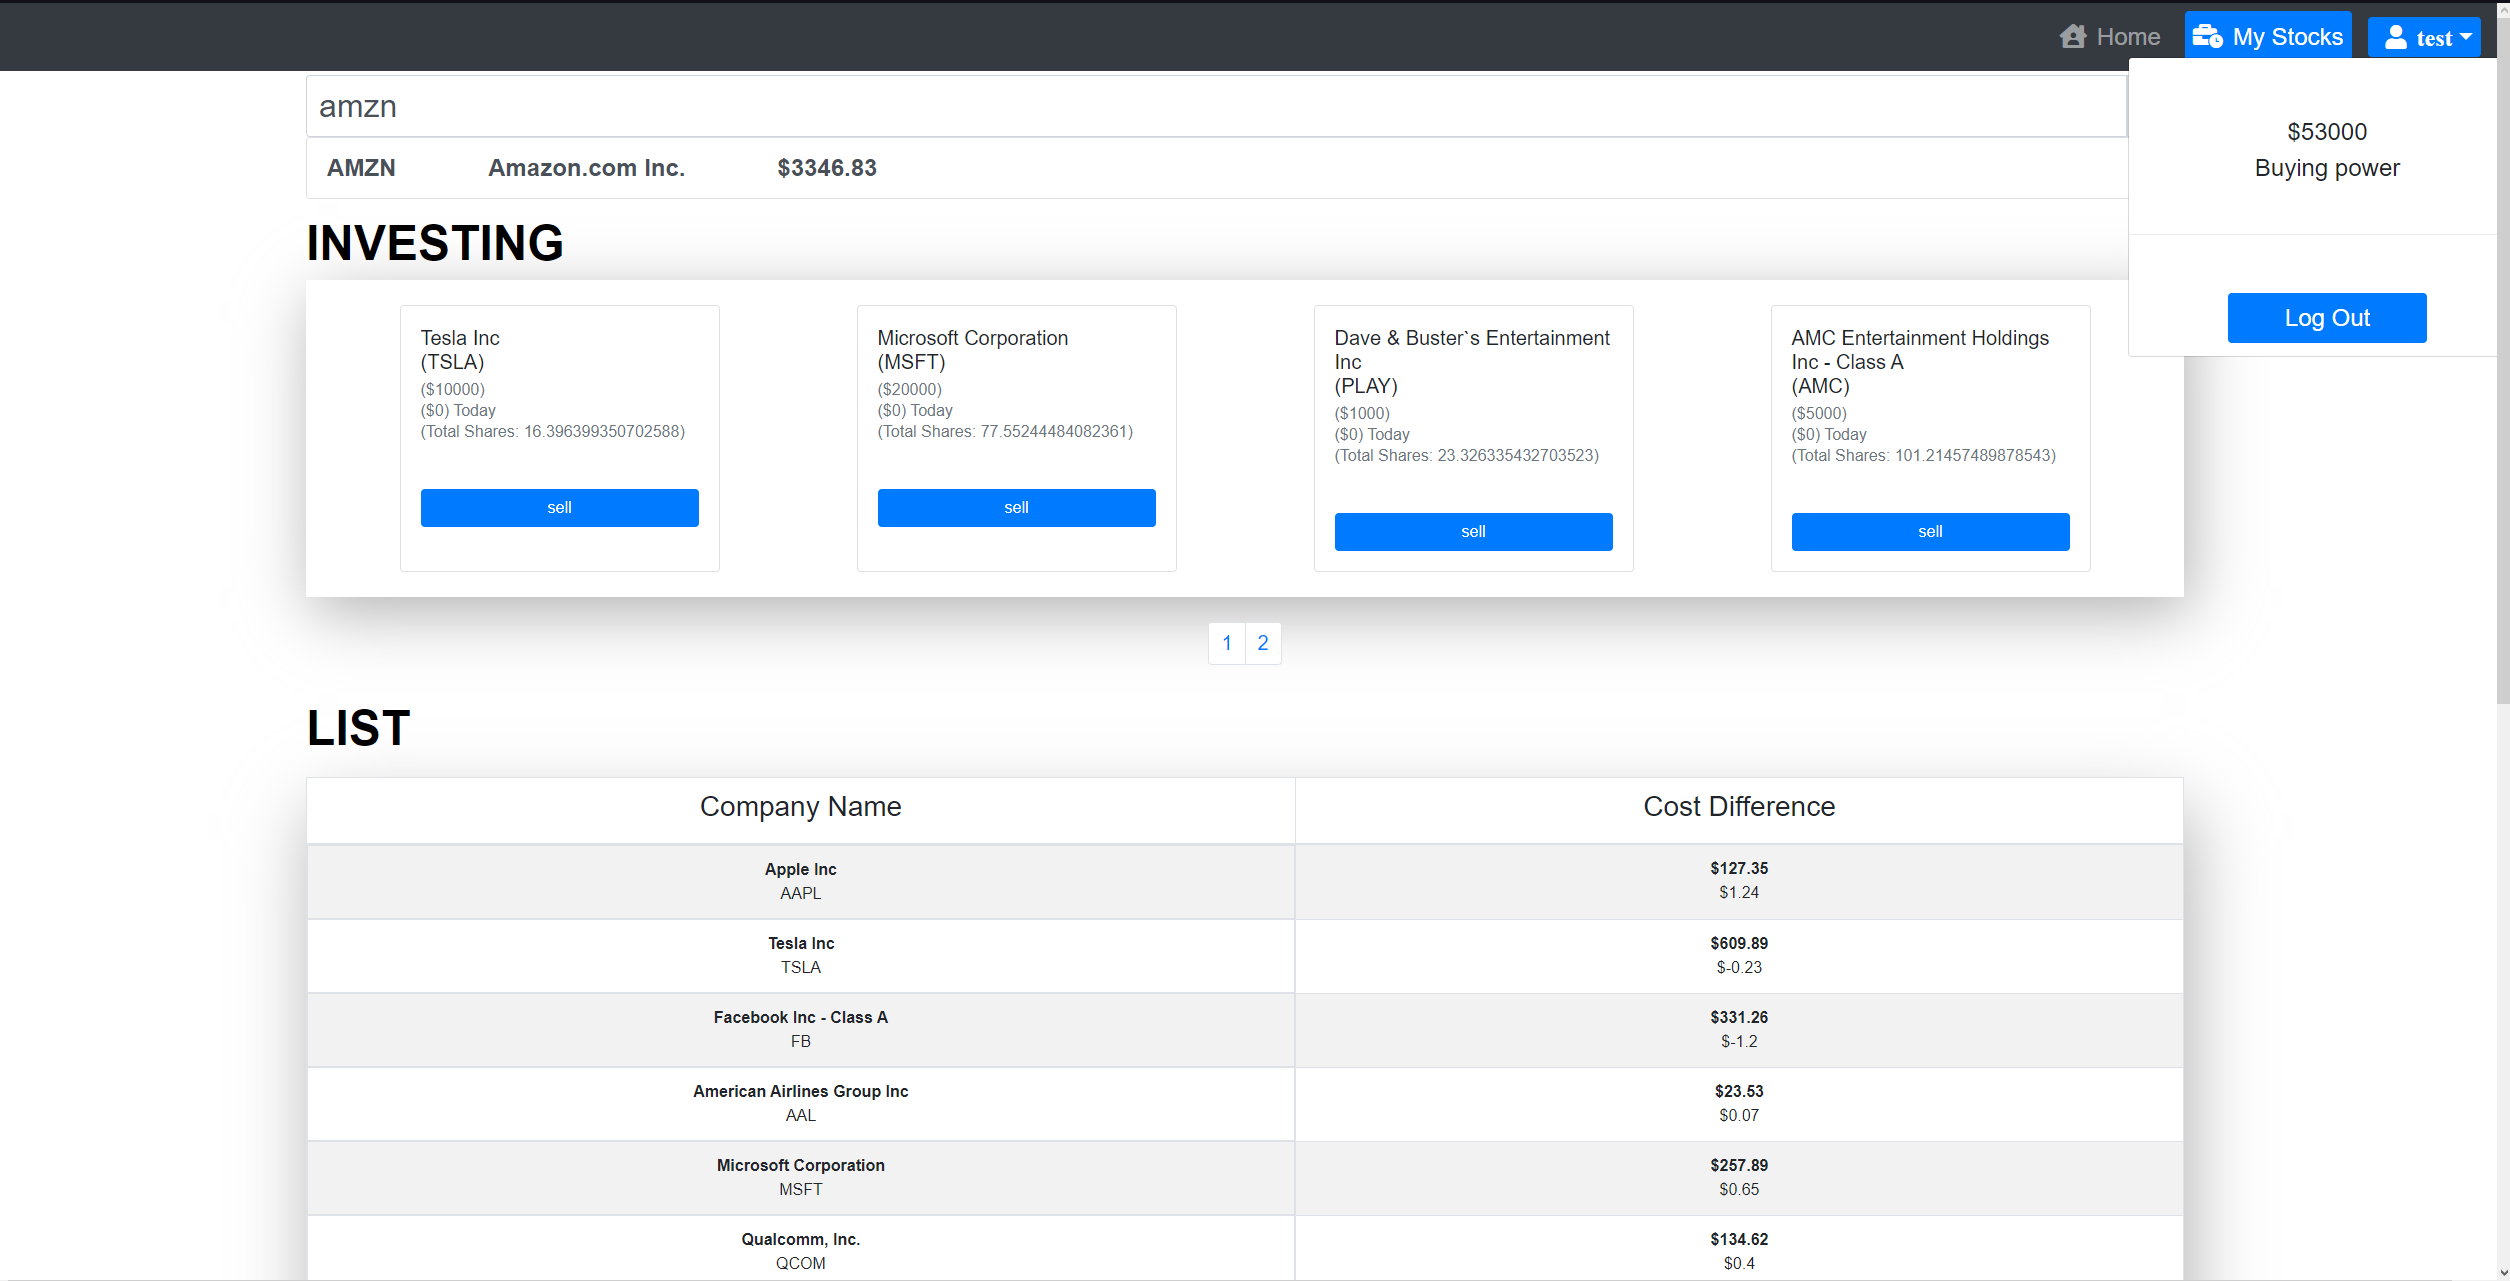 Home
My Stocks
test
amzn
$53000
Buying power
AMZN Amazon.com Inc. $3346.83
Log Out
INVESTING
Tesla Inc
(TSLA)
($10000)
($0) Today
(Total Shares: 16.396399350702588)
sell
Microsoft Corporation
(MSFT)
($20000)
($0) Today
(Total Shares: 77.55244484082361)
sell
Dave & Buster`s Entertainment
Inc
(PLAY)
($1000)
($0) Today
(Total Shares: 23.326335432703523)
sell
AMC Entertainment Holdings
Inc - Class A
(AMC)
($5000)
($0) Today
(Total Shares: 101.21457489878543)
sell
1 2
LIST
Company Name Cost Difference
Apple Inc $127.35
AAPL $1.24
Tesla Inc $609.89
TSLA $-0.23
Facebook Inc - Class A $331.26
FB $-1.2
American Airlines Group Inc $23.53
AAL $0.07
Microsoft Corporation $257.89
MSFT $0.65
Qualcomm, Inc. $134.62
QCOM $0.4